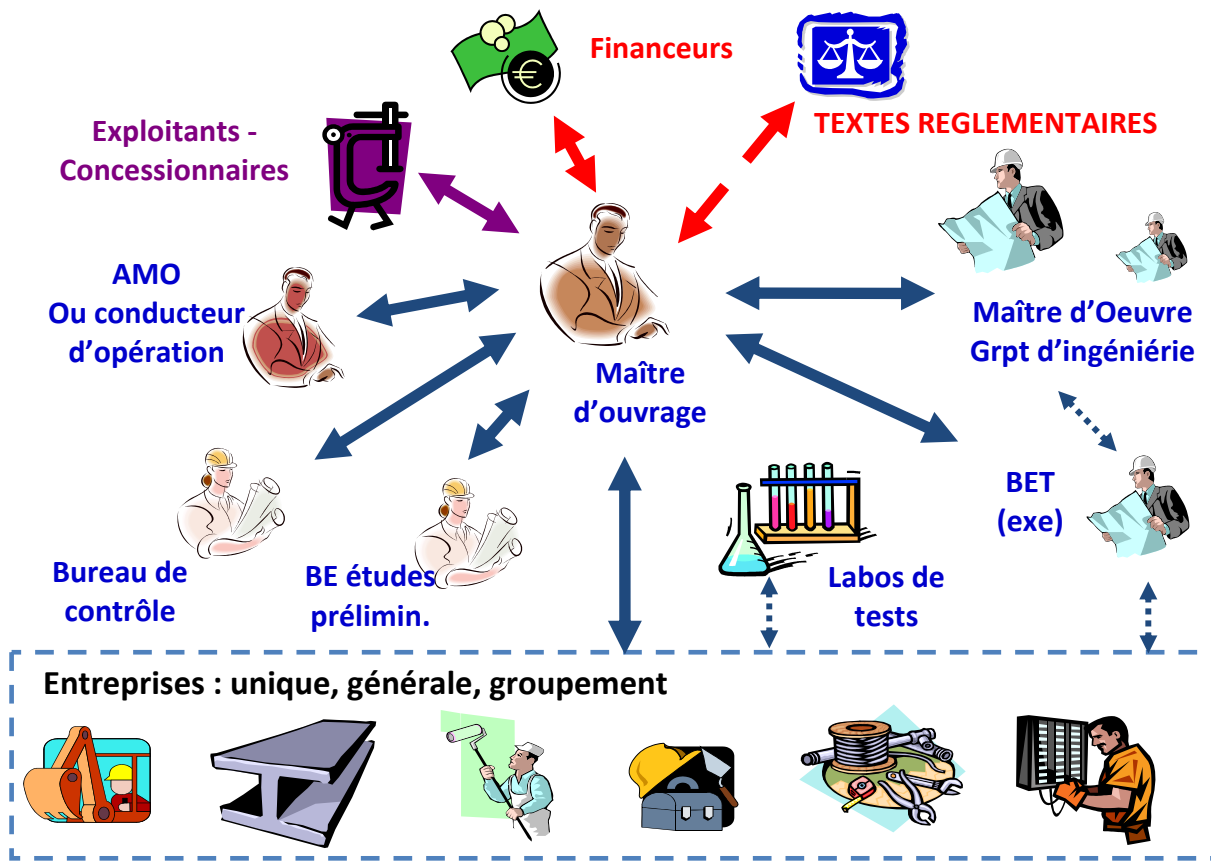 Financeurs
TEXTES REGLEMENTAIRES
Exploitants -
Concessionnaires
AMO
Ou conducteur
d'opération
Maître d'Oeuvre
Grpt d'ingéniérie
Maître
d'ouvrage
BET
(exe)
Bureau de
contrôle
BE études
prélimin.
Labos de
tests
Entreprises : unique, générale, groupement